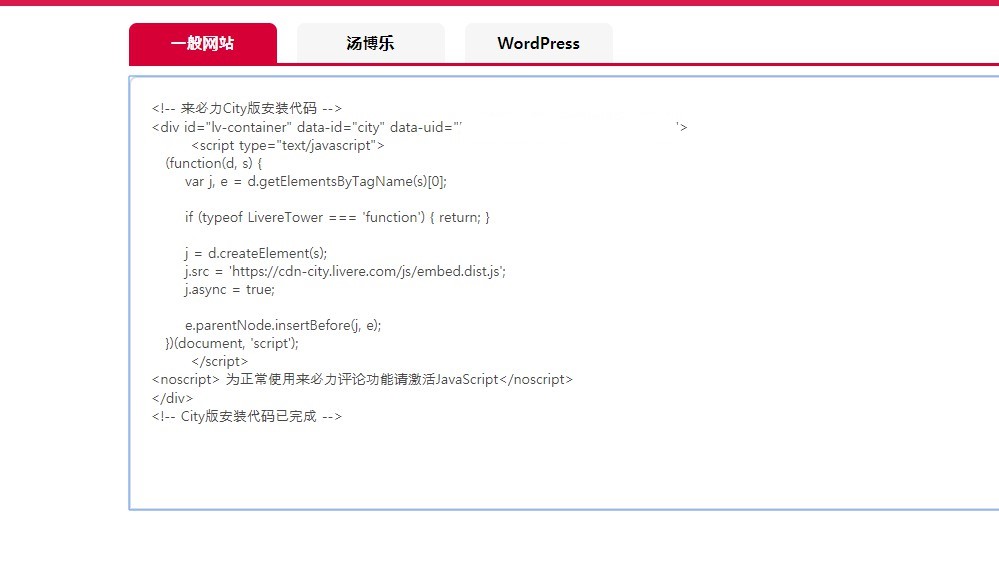 一般网站
汤博乐
WordPress
<!-- 来必力City版安装代码 -->
<div id="lv-container" data-id="city" data-uid="' '>
<script type="text/javascript">
(function(d, s) {
var j, e = d.getElementsByTagName(s)[0];
if (typeof LivereTower === 'function') { return; }
j = d.createElement(s);
j.src = 'https://cdn-city.livere.com/js/embed.dist.js';
j.async = true;
e.parentNode.insertBefore(j, e);
})(document, 'script');
</script>
<noscript> 为正常使用来必力评论功能请激活JavaScript</noscript>
</div>
<!-- City版安装代码已完成 -->